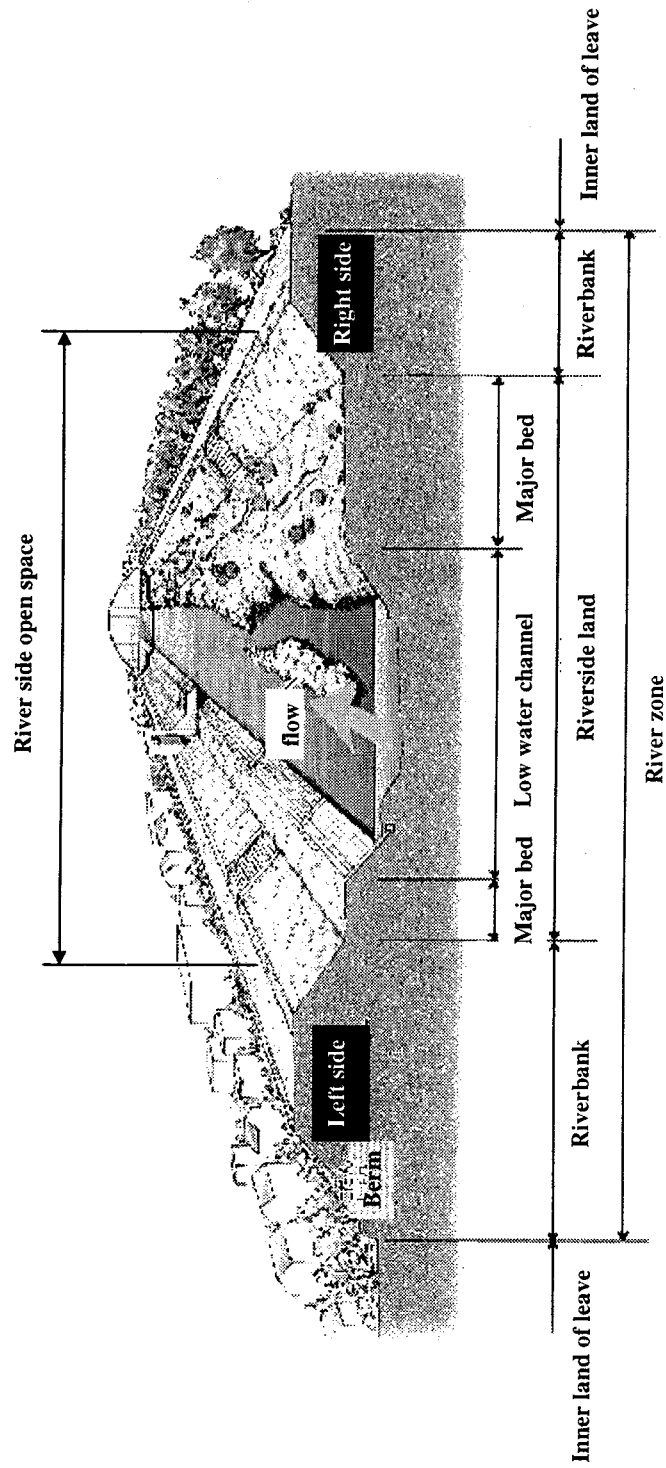 River side open space
flow
Left side
Right side
Berm
Major bed
Low water channel
Major bed
Inner land of leave
Riverbank
Riverside land
Riverbank
Inner land of leave
River zone